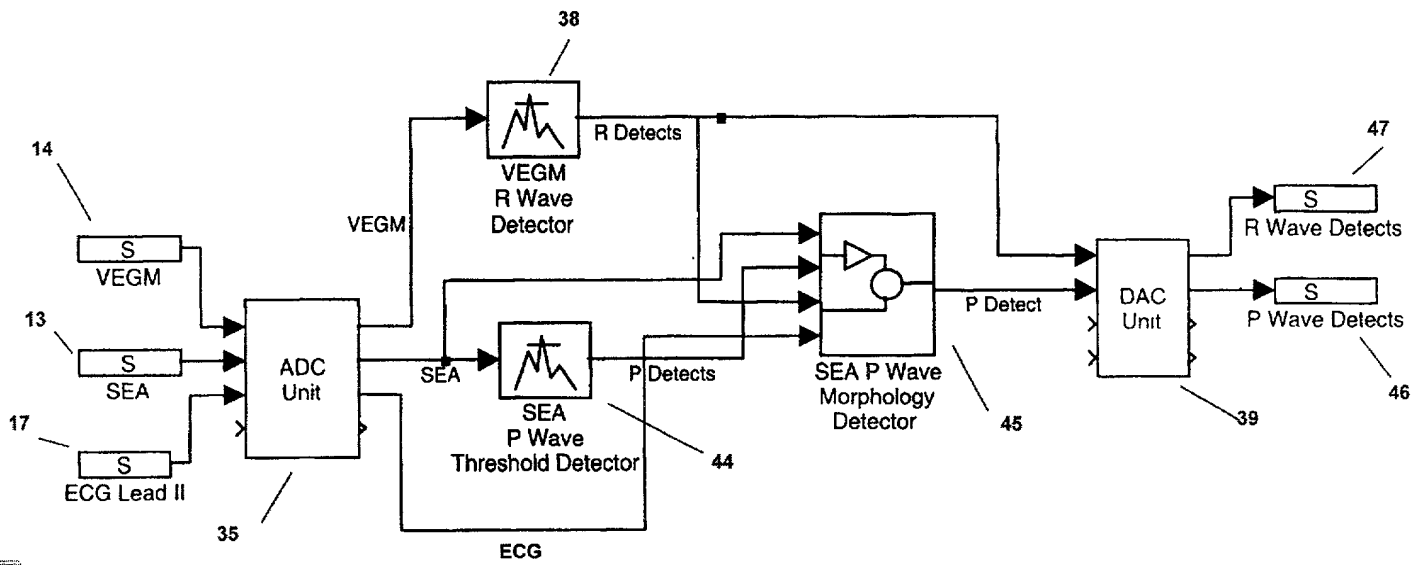 38
R Detects
VEGM
R Wave
Detector
47
S
R Wave Detects
14
S
VEGM
VEGM
13
S
SEA
ADC
Unit
SEA
P Detects
SEA
P Wave
Threshold Detector
44
SEA P Wave
Morphology
Detector
45
P Detect
DAC
Unit
39
S
P Wave Detects
46
17
S
ECG Lead II
35
ECG